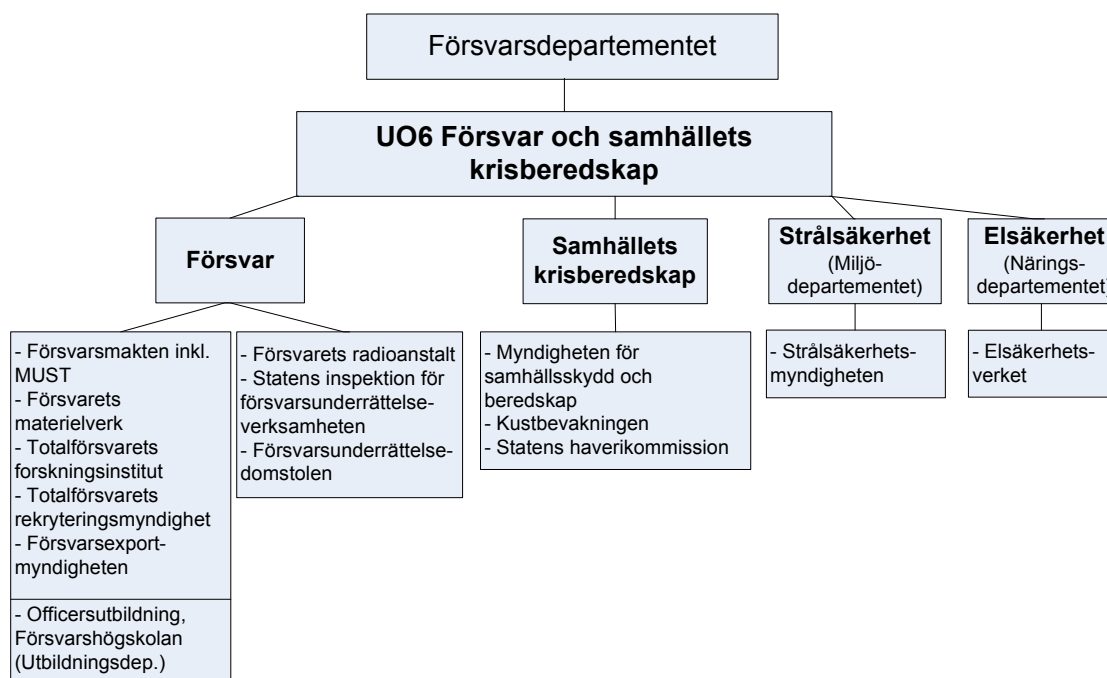 Försvarsdepartementet
UO6 Försvar och samhällets
krisberedskap
Försvar
Samhällets
krisberedskap
Strålsäkerhet
(Miljö-
departementet)
Elsäkerhet
(Närings-
departementet)
- Försvarsmakten inkl.
MUST
- Försvarets
materielverk
- Totalförsvarets
forskningsinstitut
- Totalförsvarets
rekryteringsmyndighet
- Försvarsexport-
myndigheten
- Officersutbildning,
Försvarshögskolan
(Utbildningsdep.)
- Försvarets radioanstalt
- Statens inspektion för
försvarsunderrättelse-
verksamheten
- Försvarsunderrättelse-
domstolen
- Myndigheten för
samhällsskydd och
beredskap
- Kustbevakningen
- Statens haverikommission
- Strålsäkerhets-
myndigheten
- Elsäkerhets-
verket